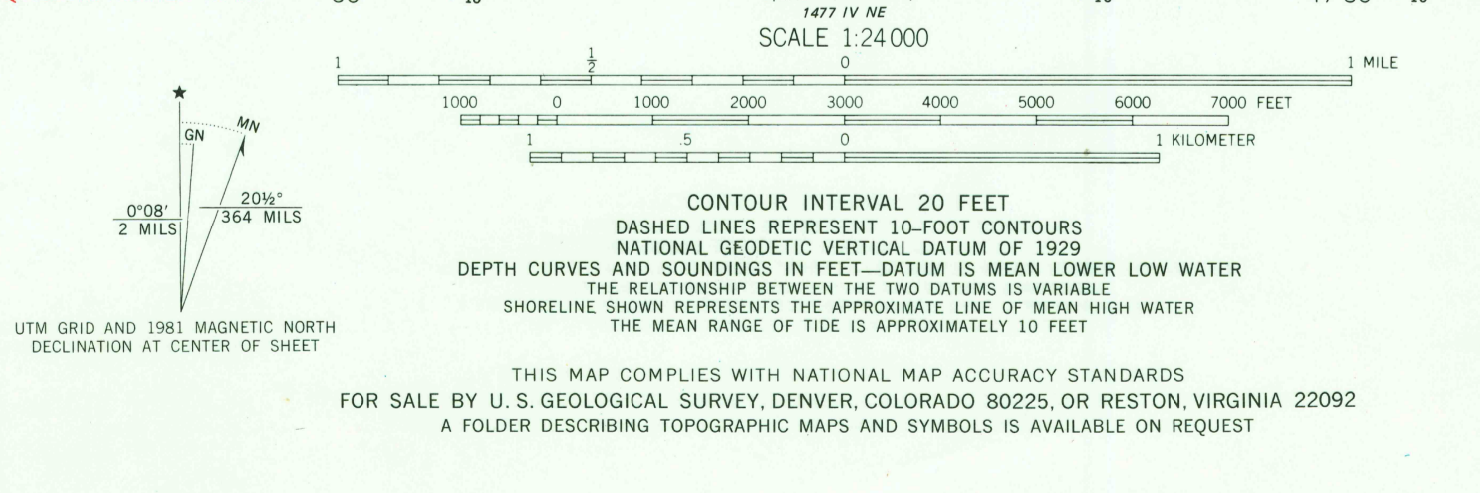 1477 IV NE
SCALE 1:24 000
1 1/2 0 1 MILE
1000 0 1000 2000 3000 4000 5000 6000 7000 FEET
1 .5 0 1 KILOMETER
★
GN
MN
0°08′
2 MILS
20½°
364 MILS
UTM GRID AND 1981 MAGNETIC NORTH
DECLINATION AT CENTER OF SHEET
CONTOUR INTERVAL 20 FEET
DASHED LINES REPRESENT 10–FOOT CONTOURS
NATIONAL GEODETIC VERTICAL DATUM OF 1929
DEPTH CURVES AND SOUNDINGS IN FEET—DATUM IS MEAN LOWER LOW WATER
THE RELATIONSHIP BETWEEN THE TWO DATUMS IS VARIABLE
SHORELINE SHOWN REPRESENTS THE APPROXIMATE LINE OF MEAN HIGH WATER
THE MEAN RANGE OF TIDE IS APPROXIMATELY 10 FEET
THIS MAP COMPLIES WITH NATIONAL MAP ACCURACY STANDARDS
FOR SALE BY U. S. GEOLOGICAL SURVEY, DENVER, COLORADO 80225, OR RESTON, VIRGINIA 22092
A FOLDER DESCRIBING TOPOGRAPHIC MAPS AND SYMBOLS IS AVAILABLE ON REQUEST